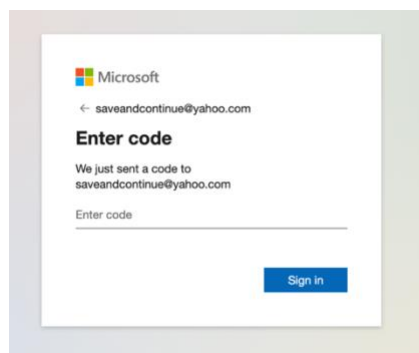 Microsoft
← saveandcontinue@yahoo.com
Enter code
We just sent a code to
saveandcontinue@yahoo.com
Enter code
Sign in